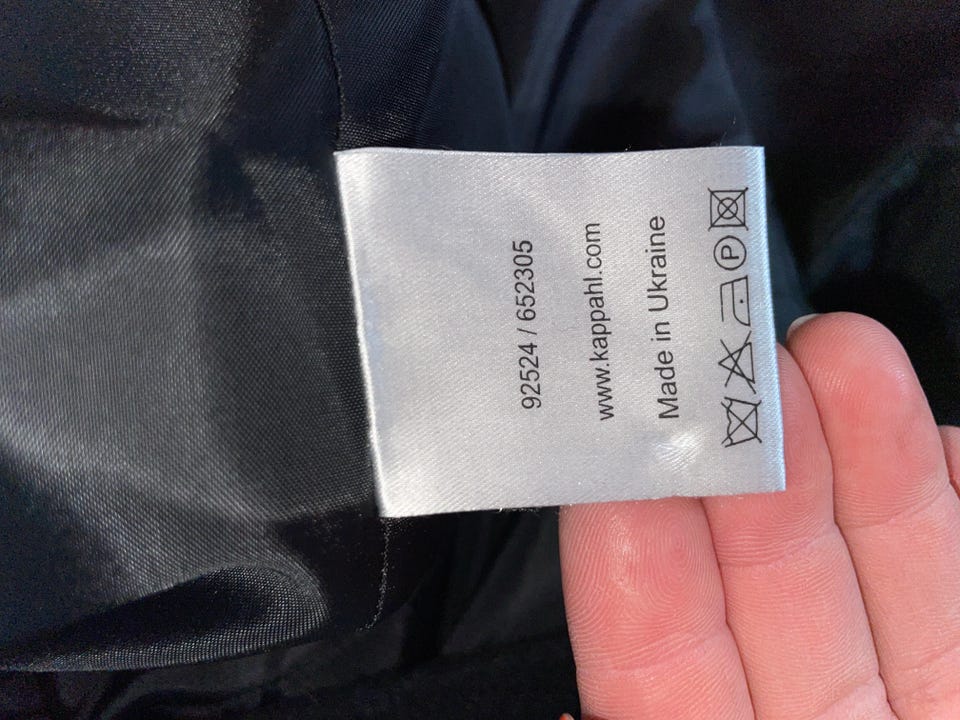 92524 / 652305
www.kappahl.com
Made in Ukraine
P